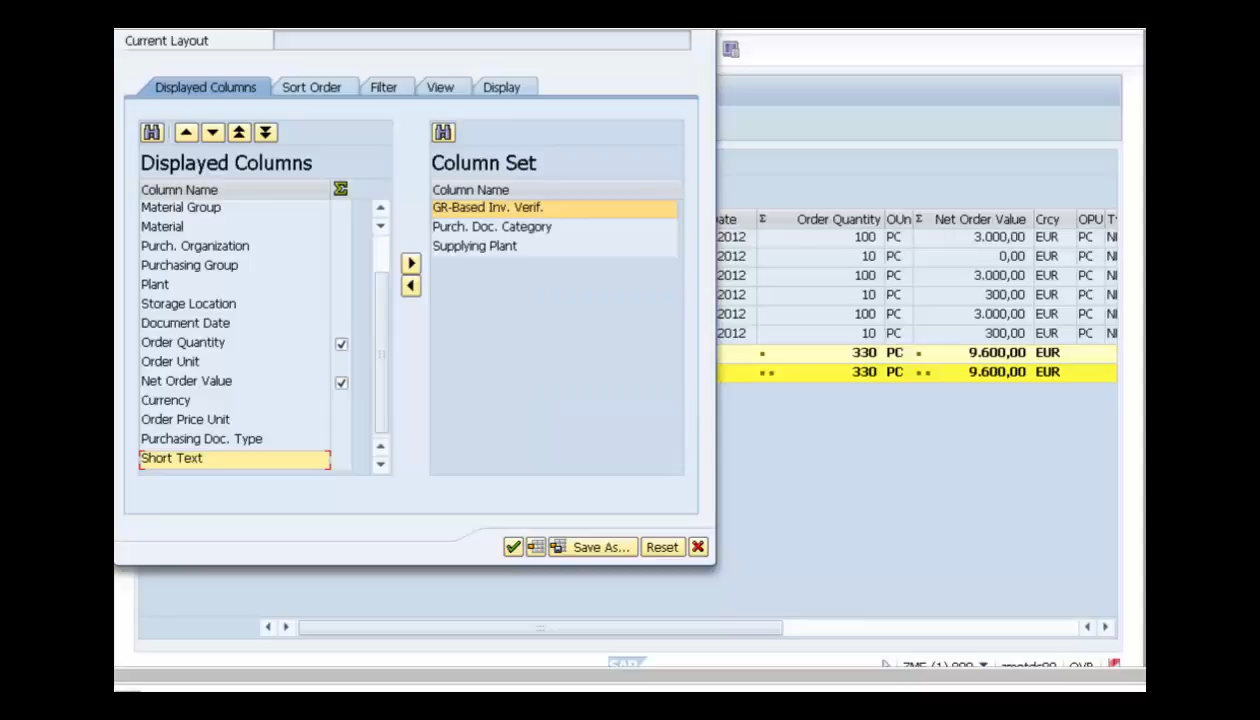 Current Layout
Displayed Columns Sort Order Filter View Display
Displayed Columns
Column Name Σ
Material Group
Material
Purch. Organization
Purchasing Group
Plant
Storage Location
Document Date
Order Quantity
Order Unit
Net Order Value
Currency
Order Price Unit
Purchasing Doc. Type
Short Text
Column Set
Column Name
GR-Based Inv. Verif.
Purch. Doc. Category
Supplying Plant
Save As... Reset
ate Σ Order Quantity OUn Σ Net Order Value Crcy OPU
2012 100 PC 3.000,00 EUR PC
2012 10 PC 0,00 EUR PC
2012 100 PC 3.000,00 EUR PC
2012 10 PC 300,00 EUR PC
2012 100 PC 3.000,00 EUR PC
2012 10 PC 300,00 EUR PC
▪ 330 PC ▪ 9.600,00 EUR
▪▪ 330 PC ▪▪ 9.600,00 EUR
SAP
OVR